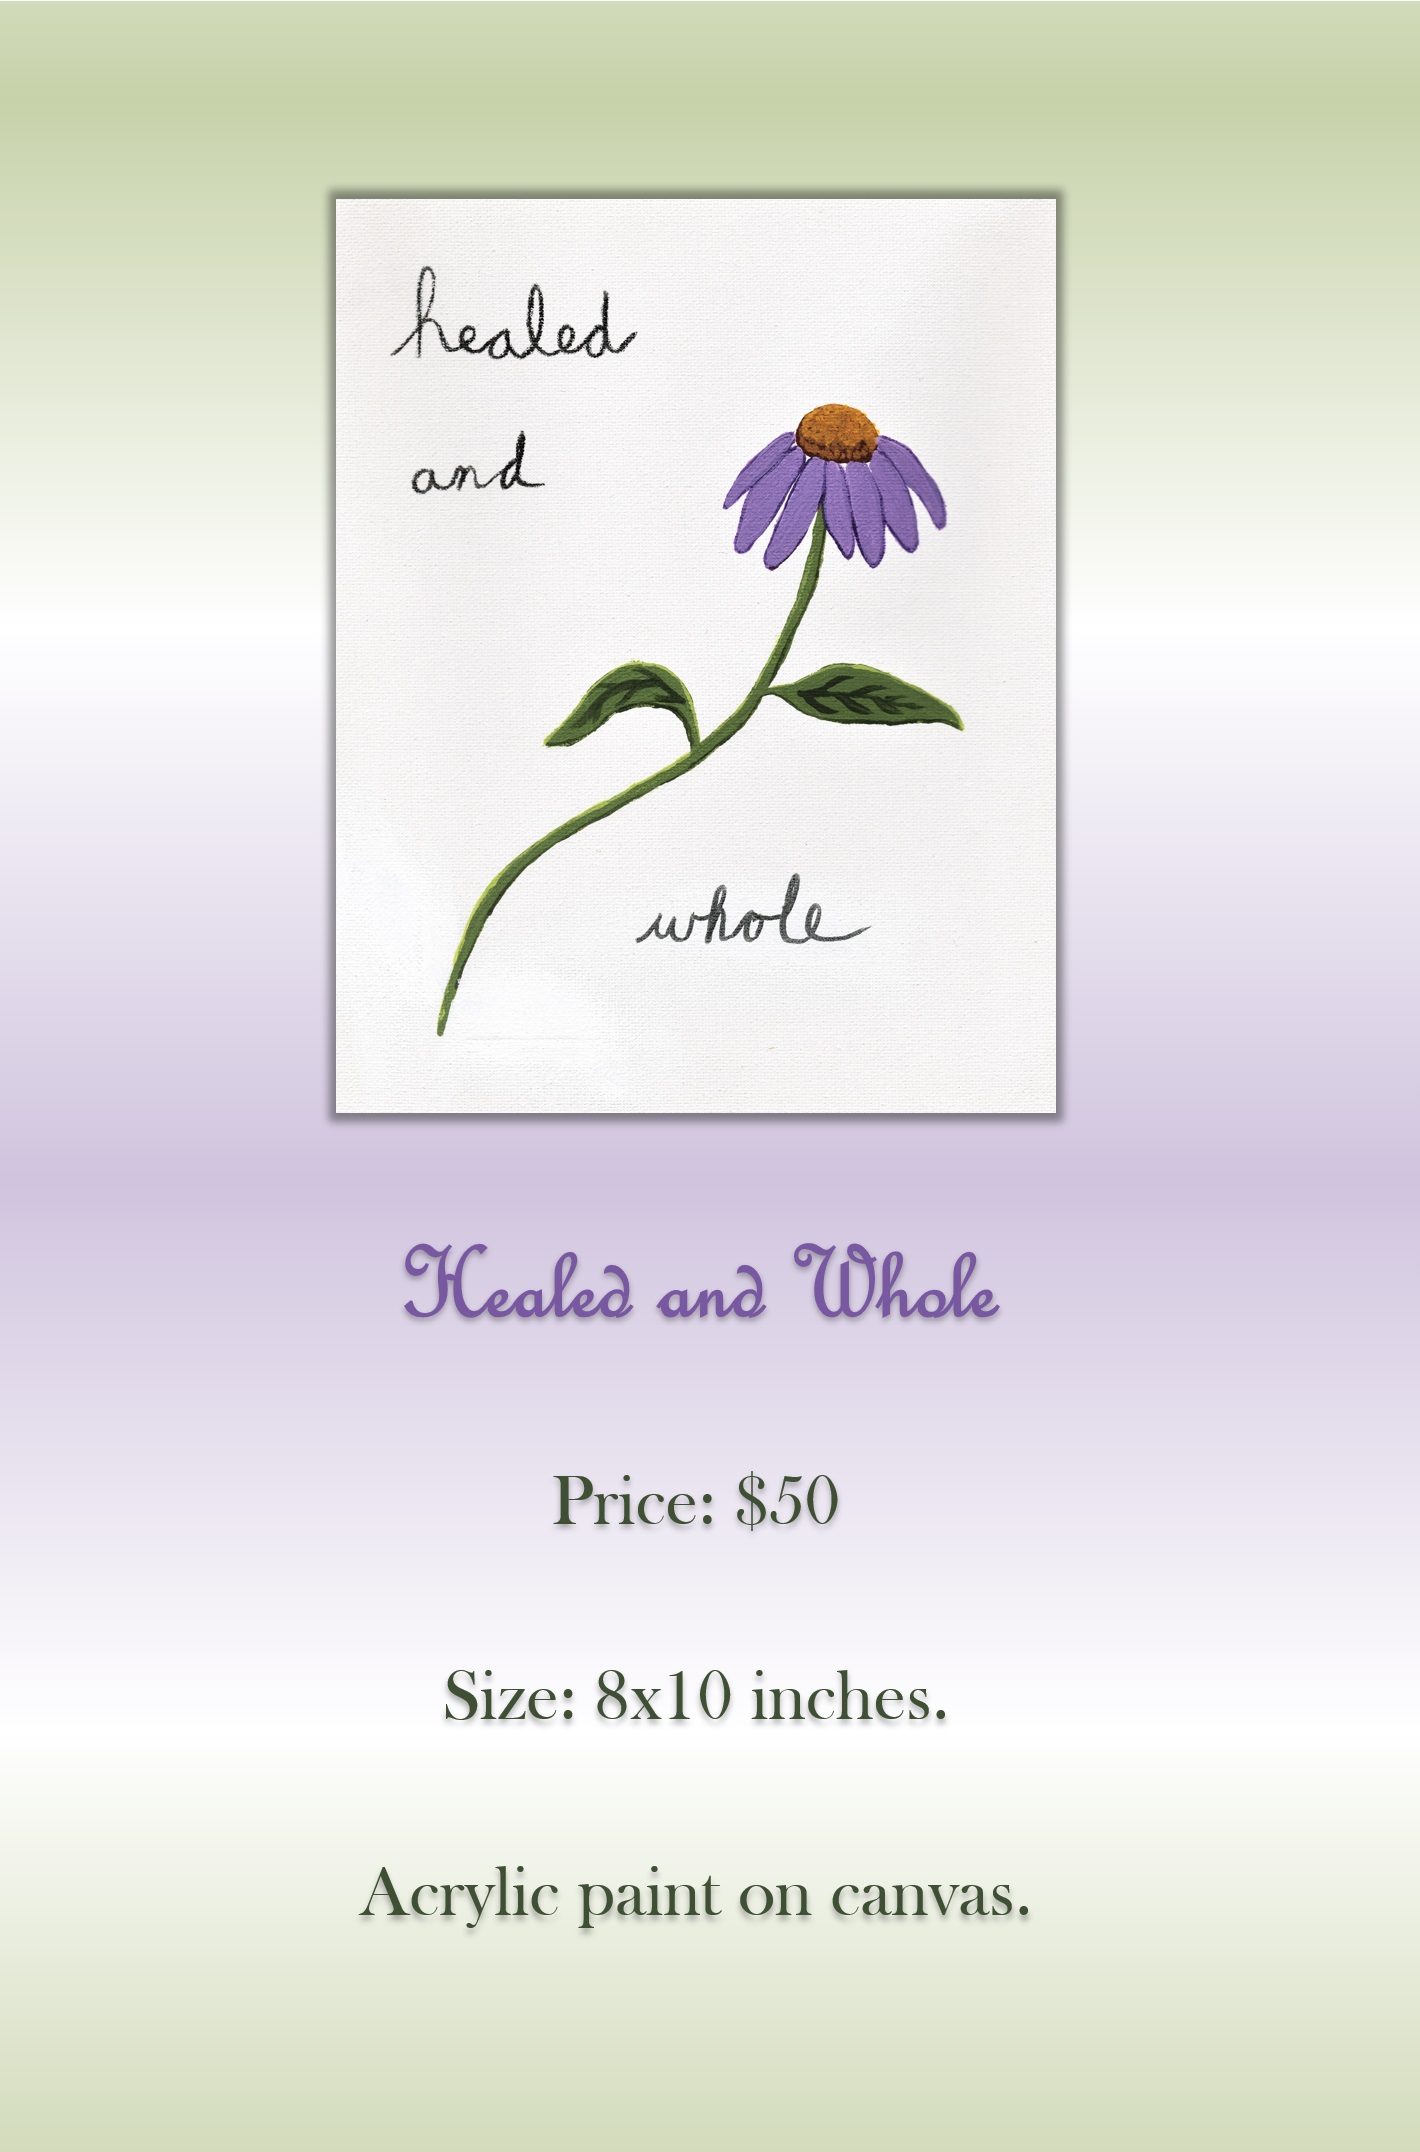 healed
and
whole
Healed and Whole
Price: $50
Size: 8x10 inches.
Acrylic paint on canvas.